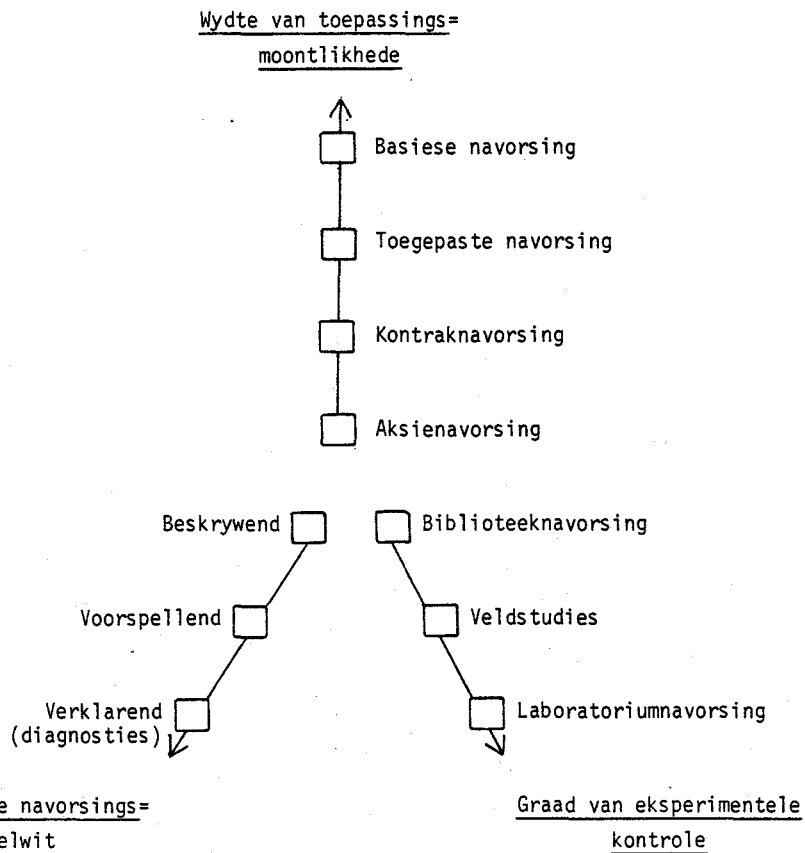 Wydte van toepassings=
moontlikhede
Basiese navorsing
Toegepaste navorsing
Kontraknavorsing
Aksienavorsing
Beskrywend
Biblioteeknavorsing
Voorspellend
Veldstudies
Verklarend
(diagnosties)
Laboratoriumnavorsing
e navorsings=
elwit
Graad van eksperimentele
kontrole